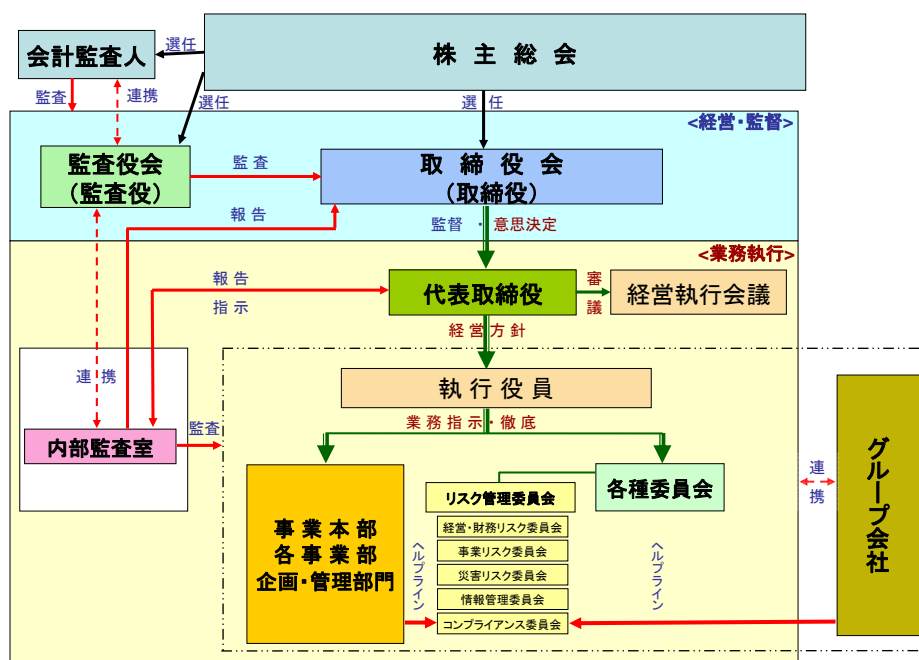 株主総会
会計監査人
選任
監査
連携
選任
選任
<経営・監督>
監査役会
(監査役)
監査
取締役会
(取締役)
報告
監督・意思決定
<業務執行>
報告
指示
代表取締役
審議
経営執行会議
経営方針
連携
執行役員
業務指示・徹底
内部監査室
監査
各種委員会
リスク管理委員会
経営・財務リスク委員会
事業リスク委員会
災害リスク委員会
情報管理委員会
コンプライアンス委員会
事業本部
各事業部
企画・管理部門
ヘルプライン
ヘルプライン
連携
グループ会社